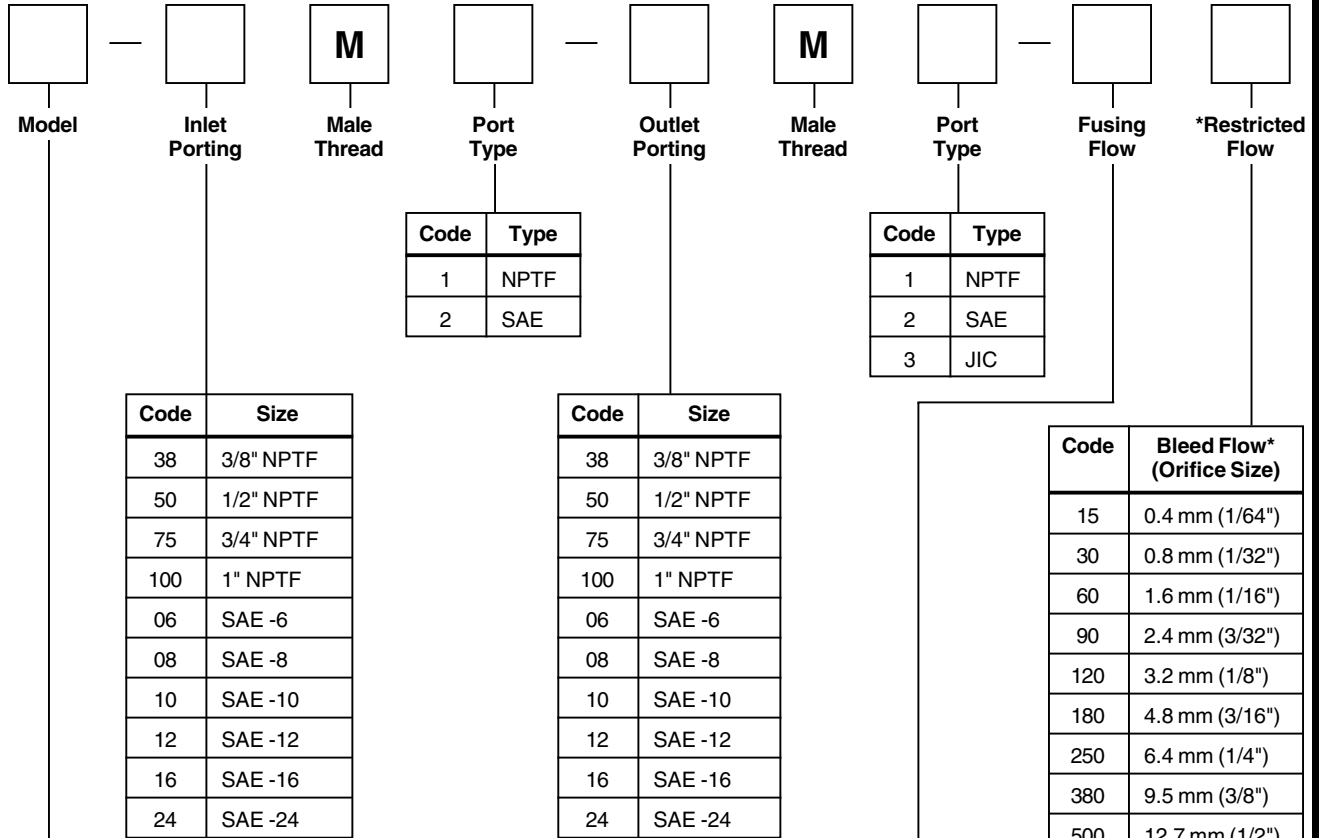 — M — M —
Model
Inlet Porting
Male Thread
Port Type
Outlet Porting
Male Thread
Port Type
Fusing Flow
*Restricted Flow
Code Type
1 NPTF
2 SAE
Code Type
1 NPTF
2 SAE
3 JIC
Code Size
38 3/8" NPTF
50 1/2" NPTF
75 3/4" NPTF
100 1" NPTF
06 SAE -6
08 SAE -8
10 SAE -10
12 SAE -12
16 SAE -16
24 SAE -24
Code Size
38 3/8" NPTF
50 1/2" NPTF
75 3/4" NPTF
100 1" NPTF
06 SAE -6
08 SAE -8
10 SAE -10
12 SAE -12
16 SAE -16
24 SAE -24
Code Bleed Flow*
(Orifice Size)
15 0.4 mm (1/64")
30 0.8 mm (1/32")
60 1.6 mm (1/16")
90 2.4 mm (3/32")
120 3.2 mm (1/8")
180 4.8 mm (3/16")
250 6.4 mm (1/4")
380 9.5 mm (3/8")
500 12.7 mm (1/2")